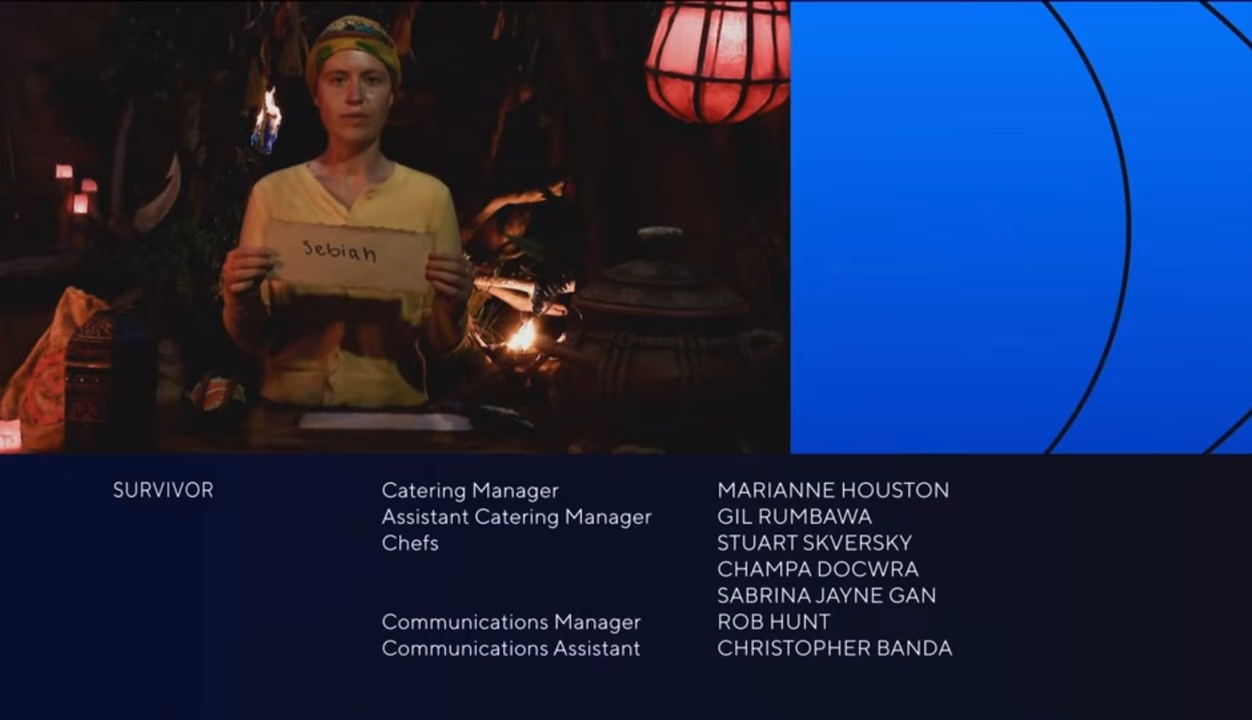 Sebiah
SURVIVOR
Catering Manager MARIANNE HOUSTON
Assistant Catering Manager GIL RUMBAWA
Chefs STUART SKVERSKY
CHAMPA DOCWRA
SABRINA JAYNE GAN
Communications Manager ROB HUNT
Communications Assistant CHRISTOPHER BANDA